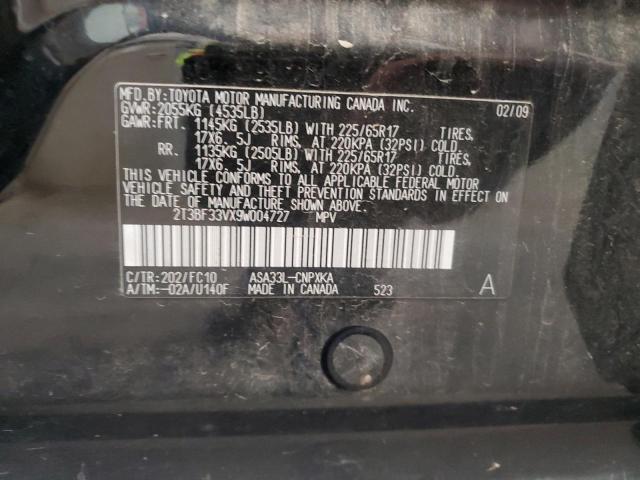 MFD.BY:TOYOTA MOTOR MANUFACTURING CANADA INC. 02/09
GVWR:2055KG (4535LB)
GAWR:FRT. 1145KG (2535LB) WITH 225/65R17 TIRES,
17X6. 5J RIMS, AT 220KPA (32PSI) COLD.
RR. 1135KG (2505LB) WITH 225/65R17 TIRES,
17X6. 5J RIMS, AT 220KPA (32PSI) COLD.
THIS VEHICLE CONFORMS TO ALL APPLICABLE FEDERAL MOTOR
VEHICLE SAFETY AND THEFT PREVENTION STANDARDS IN EFFECT ON
THE DATE OF MANUFACTURE SHOWN ABOVE.
2T3BF33VX9W004727 MPV
C/TR:202/FC10 ASA33L-CNPXKA
A/TM:-02A/U140F MADE IN CANADA 523 A